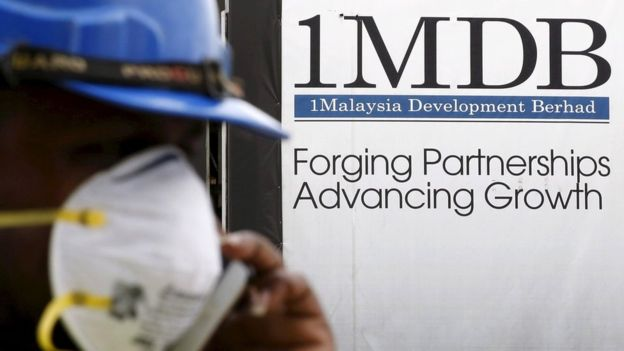 1MDB
1Malaysia Development Berhad
Forging Partnerships
Advancing Growth